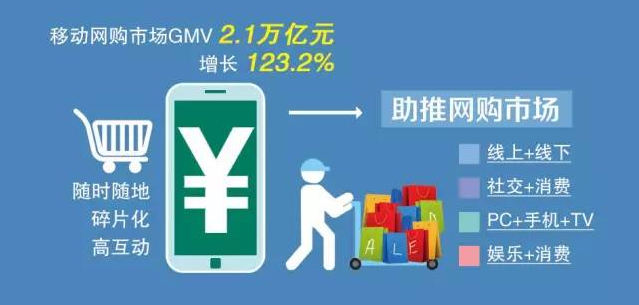 移动网购市场GMV 2.1万亿元
增长 123.2%
¥
随时随地
碎片化
高互动
助推网购市场
线上+线下
社交+消费
PC+手机+TV
娱乐+消费
A L E